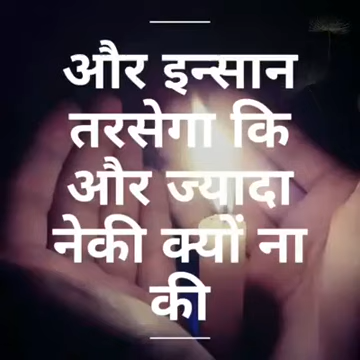 और इन्सान
तरसेगा कि
और ज्यादा
नेकी क्यों ना
की